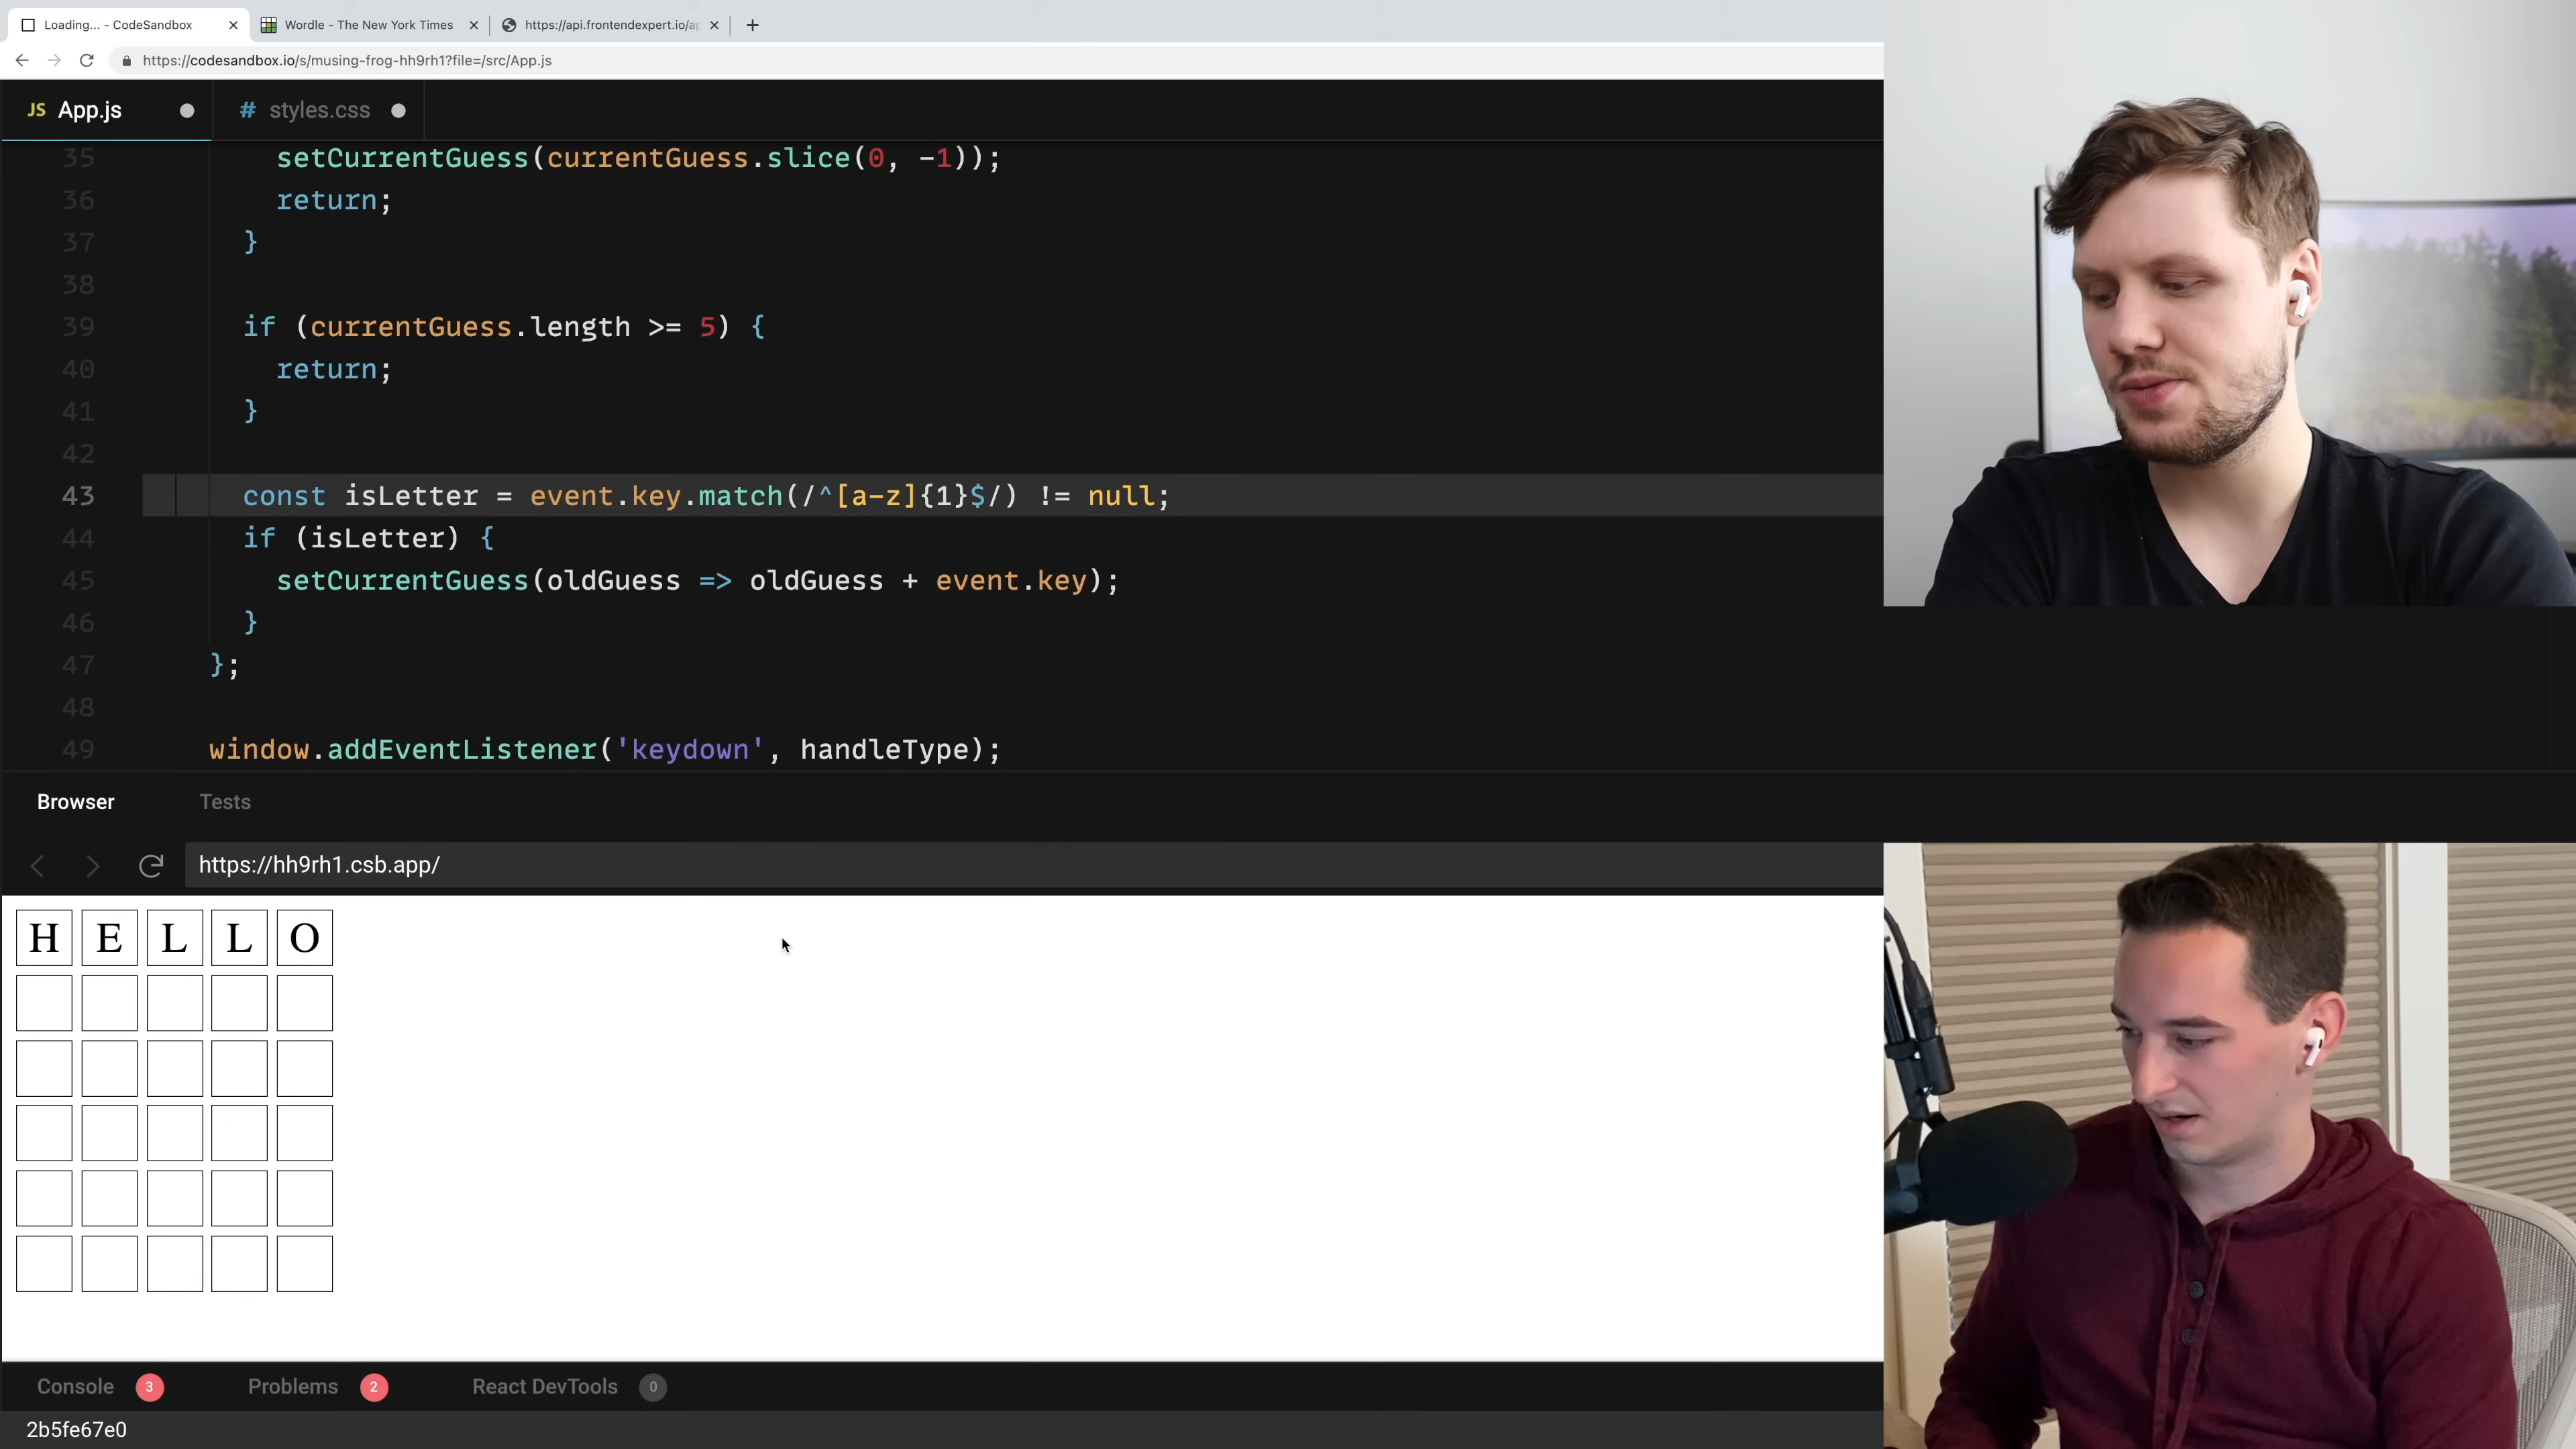 Loading... - CodeSandbox
Wordle - The New York Times
https://api.frontendexpert.io/ap
https://codesandbox.io/s/musing-frog-hh9rh1?file=/src/App.js
JS App.js
# styles.css
35 setCurrentGuess(currentGuess.slice(0, -1));
36 return;
37 }
38
39 if (currentGuess.length >= 5) {
40 return;
41 }
42
43 const isLetter = event.key.match(/^[a-z]{1}$/) != null;
44 if (isLetter) {
45 setCurrentGuess(oldGuess => oldGuess + event.key);
46 }
47 };
48
49 window.addEventListener('keydown', handleType);
Browser Tests
https://hh9rh1.csb.app/
H E L L O
Console 3 Problems 2 React DevTools 0
2b5fe67e0